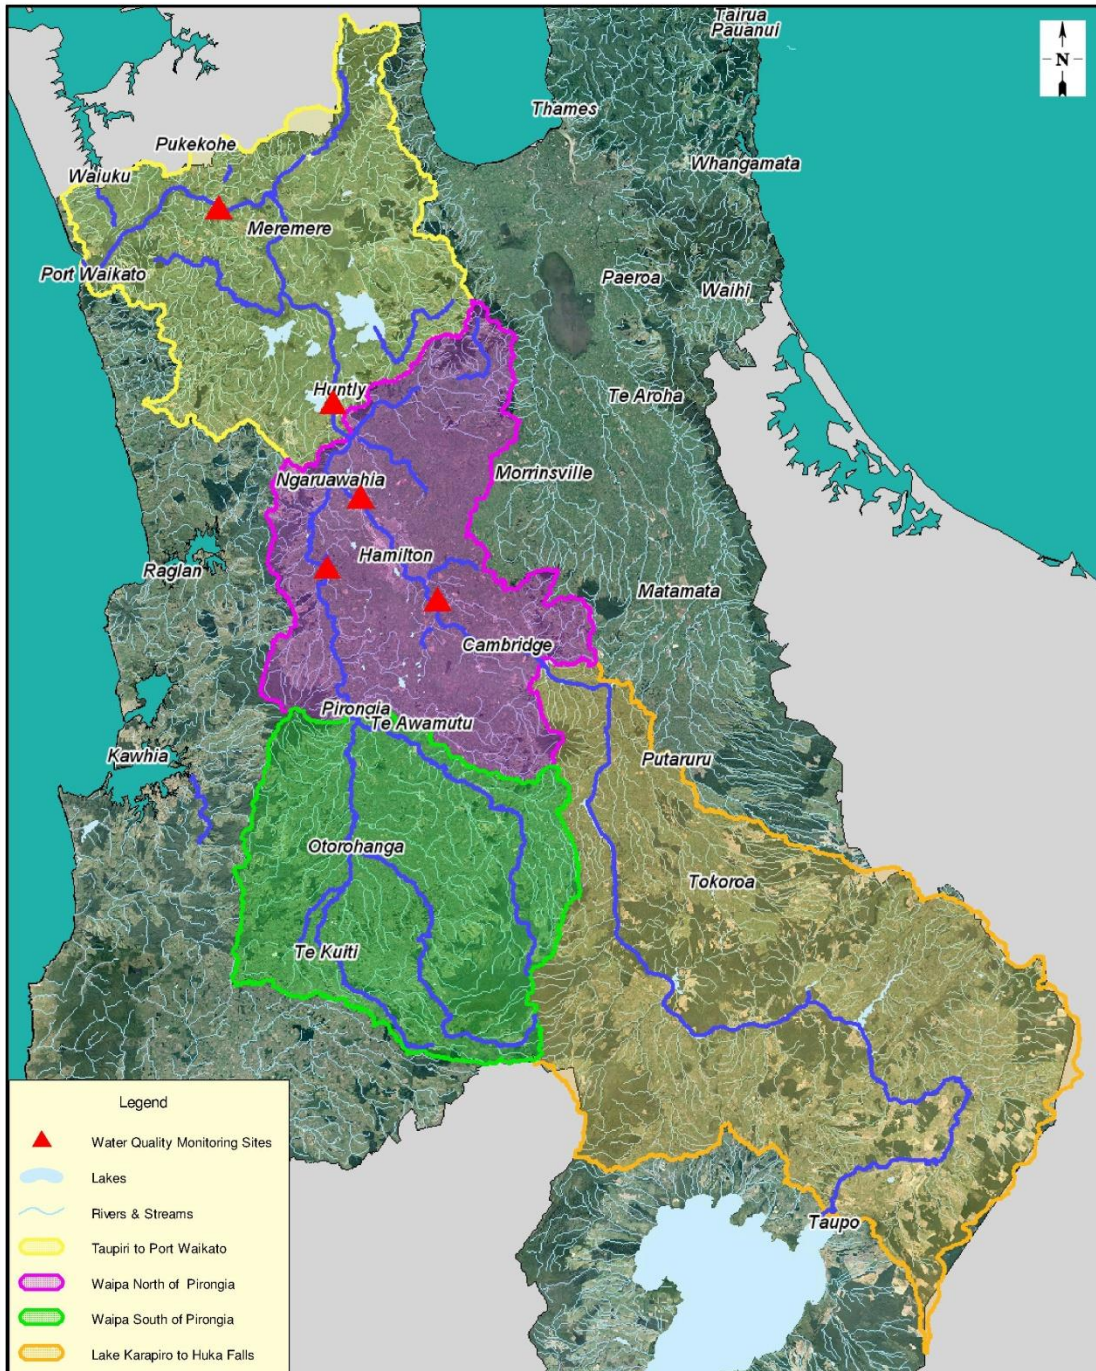 Tairua
Pauanui
N
Thames
Pukekohe
Whangamata
Waiuku
Meremere
Port Waikato
Paeroa
Waihi
Huntly
Te Aroha
Morrinsville
Ngaruawahia
Hamilton
Raglan
Matamata
Cambridge
Pirongia
Te Awamutu
Kawhia
Putaruru
Otorohanga
Tokoroa
Te Kuiti
Taupo
Legend
Water Quality Monitoring Sites
Lakes
Rivers & Streams
Taupiri to Port Waikato
Waipa North of Pirongia
Waipa South of Pirongia
Lake Karapiro to Huka Falls